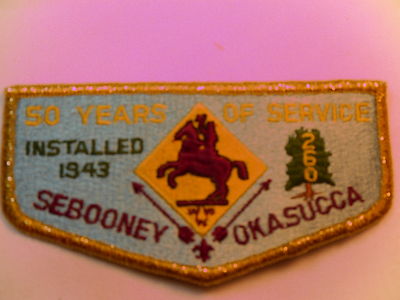 50 YEARS OF SERVICE
INSTALLED
1943
260
SEBOONEY OKASUCCA